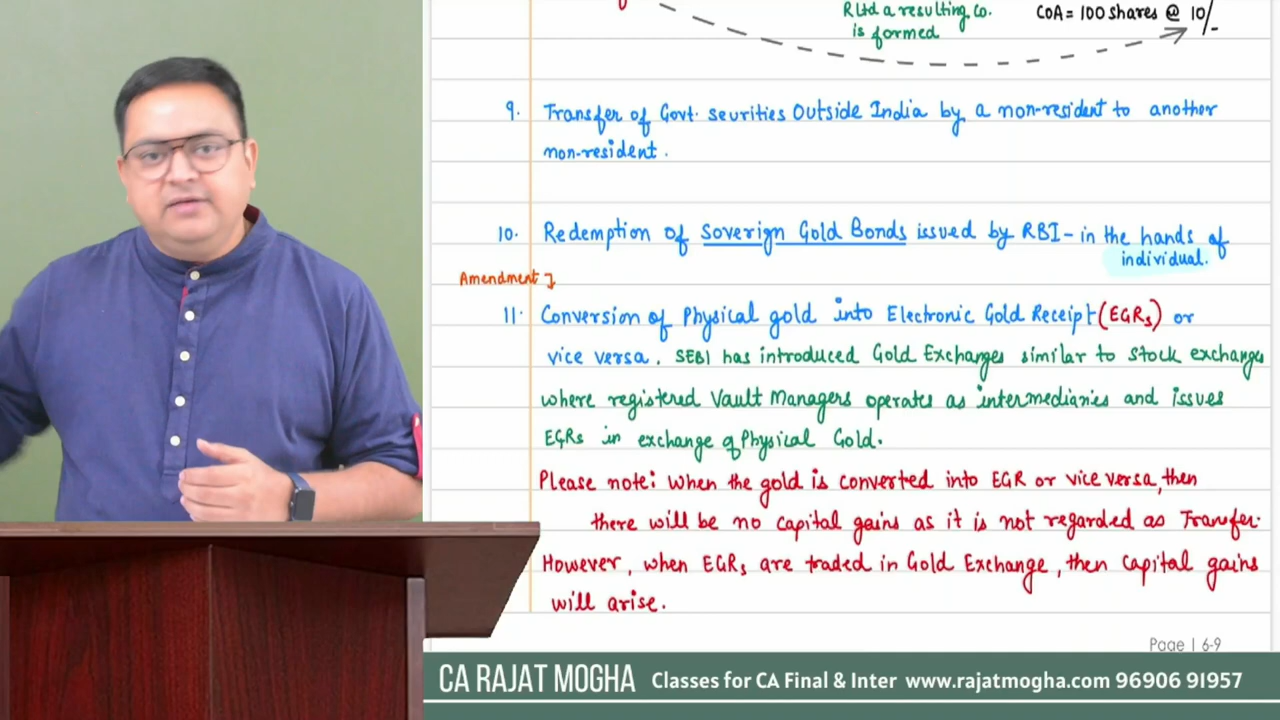 R Ltd a resulting Co.
is formed
CoA = 100 shares @ 10/-
9. Transfer of Govt. seurities Outside India by a non-resident to another
non-resident.
10. Redemption of Soverign Gold Bonds issued by RBI - in the hands of
individual.
Amendment
11. Conversion of Physical gold into Electronic Gold Receipt (EGRs) or
vice versa. SEBI has introduced Gold Exchanges similar to stock exchanges
where registered Vault Managers operates as intermediaries and issues
EGRs in exchange of Physical Gold.
Please note: When the gold is converted into EGR or vice versa, then
there will be no capital gains as it is not regarded as Transfer.
However, when EGRs are traded in Gold Exchange, then Capital gains
will arise.
Page | 6-9
CA RAJAT MOGHA Classes for CA Final & Inter www.rajatmogha.com 96906 91957